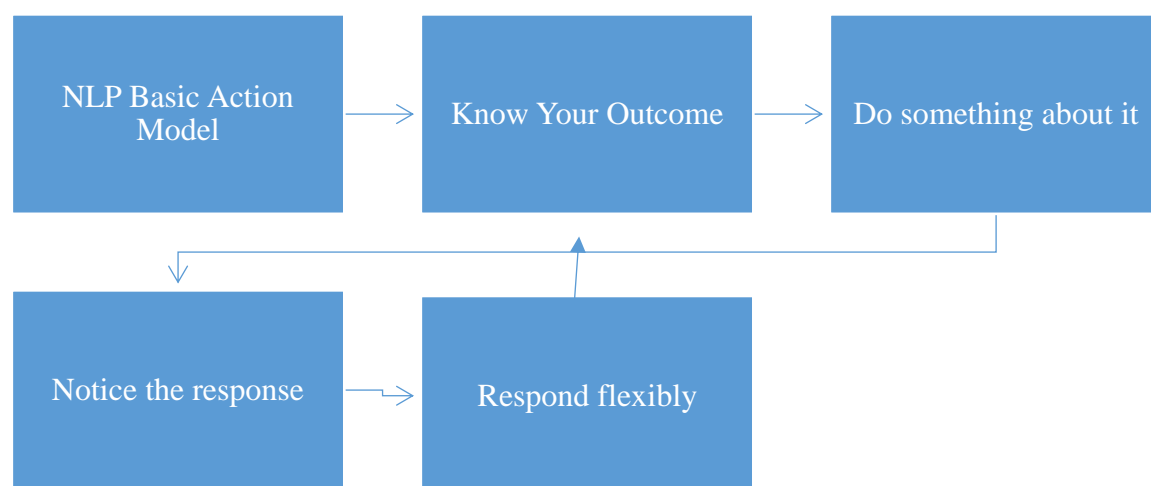 NLP Basic Action
Model
Know Your Outcome
Do something about it
Notice the response
Respond flexibly